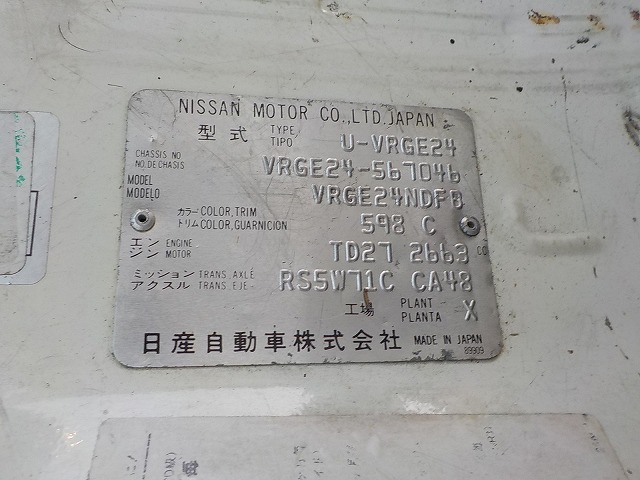 NISSAN MOTOR CO.,LTD.JAPAN
型式 TYPE TIPO U-VRGE24
CHASSIS NO
NO.DE CHASIS VRGE24-567046
MODEL
MODELO VRGE24NDFB
カラー COLOR,TRIM
トリム COLOR,GUARNICION 598 C
エン ENGINE
ジン MOTOR TD27 2663 CC
ミッション TRANS.AXLE
アクスル TRANS.EJE RS5W71C CA48
工場 PLANT
PLANTA X
日産自動車株式会社 MADE IN JAPAN
89909